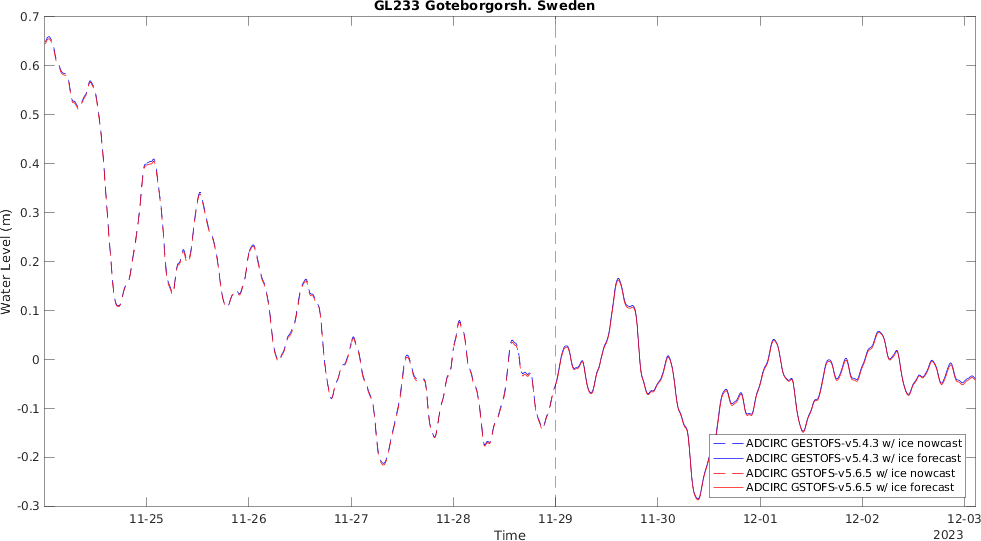 GL233 Goteborgorsh. Sweden
0.7
0.6
0.5
0.4
0.3
0.2
0.1
0
-0.1
-0.2
-0.3
Water Level (m)
ADCIRC GESTOFS-v5.4.3 w/ ice nowcast
ADCIRC GSTOFS-v5.4.3 w/ ice forecast
ADCIRC GSTOFS-v5.6.5 w/ ice nowcast
ADCIRC GSTOFS-v5.6.5 w/ ice forecast
11-25 11-26 11-27 11-28 11-29 11-30 12-01 12-02 12-03
Time
2023